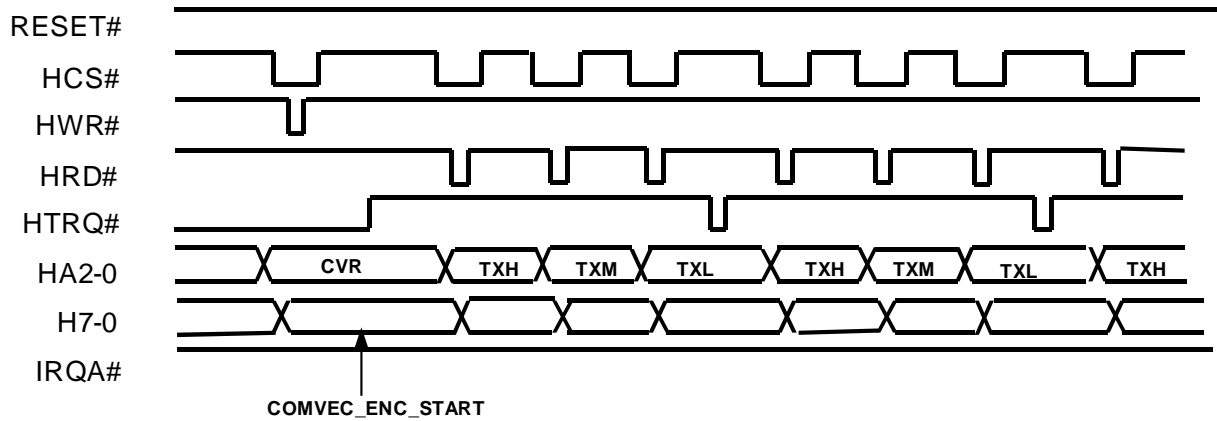 RESET#
HCS#
HWR#
HRD#
HTRQ#
HA2-0 CVR TXH TXM TXL TXH TXM TXL TXH
H7-0
IRQA#
COMVEC_ENC_START